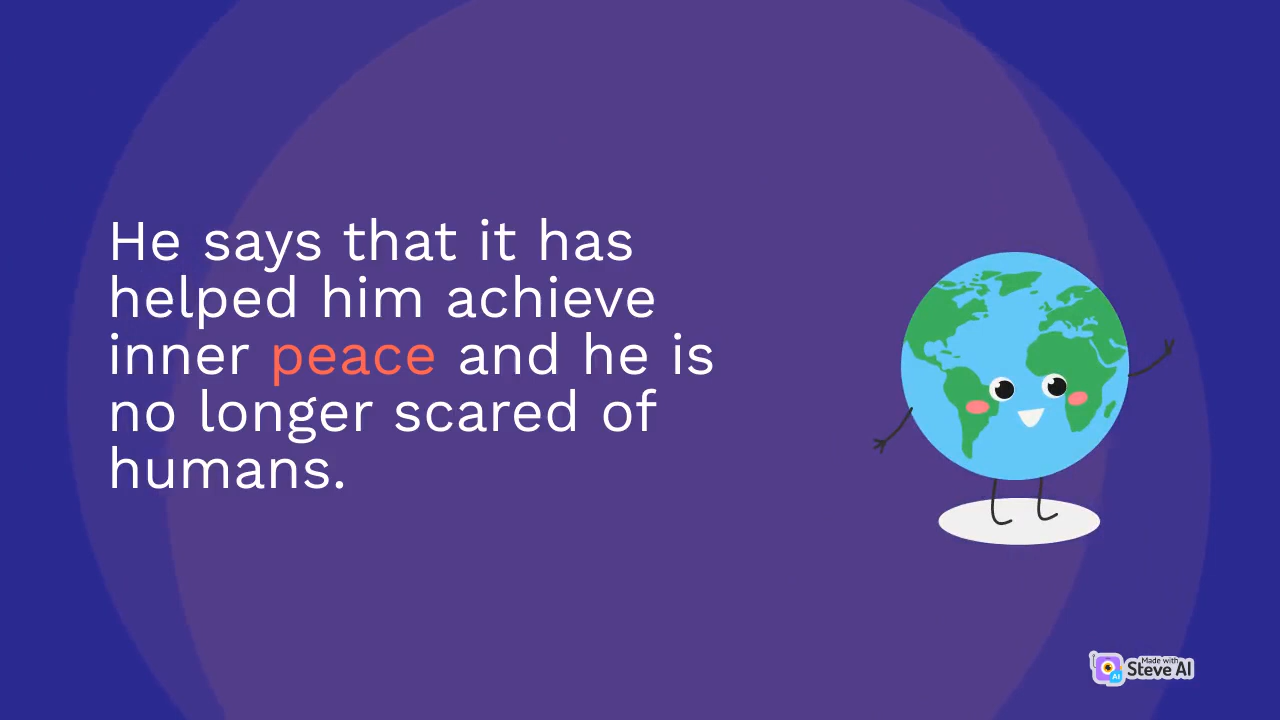 He says that it has
helped him achieve
inner peace and he is
no longer scared of
humans.
Made with
Steve AI
AI